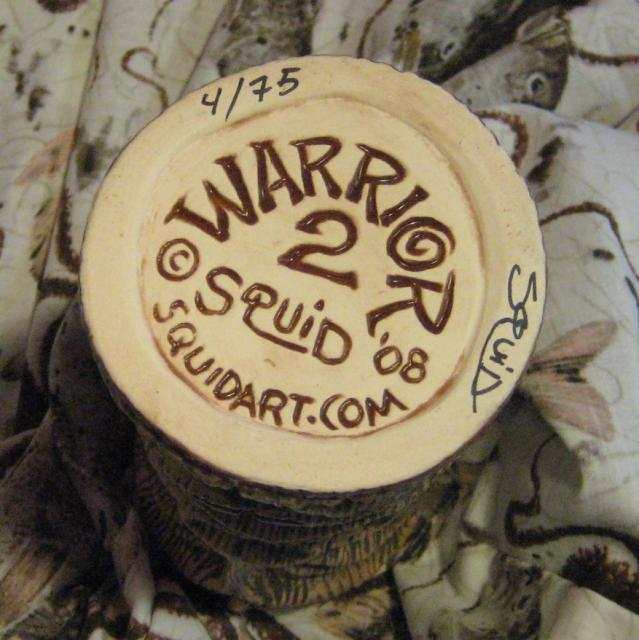 4/75
WARRIOR
2
© SQUiD '08
SQUIDART.COM
SQUiD